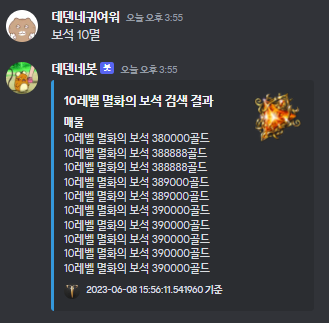 데덴네귀여워 오늘 오후 3:55
보석 10멸
데덴네봇 봇 오늘 오후 3:55
10레벨 멸화의 보석 검색 결과
매물
10레벨 멸화의 보석 380000골드
10레벨 멸화의 보석 388888골드
10레벨 멸화의 보석 388888골드
10레벨 멸화의 보석 389000골드
10레벨 멸화의 보석 389000골드
10레벨 멸화의 보석 390000골드
10레벨 멸화의 보석 390000골드
10레벨 멸화의 보석 390000골드
10레벨 멸화의 보석 390000골드
10레벨 멸화의 보석 390000골드
2023-06-08 15:56:11.541960 기준